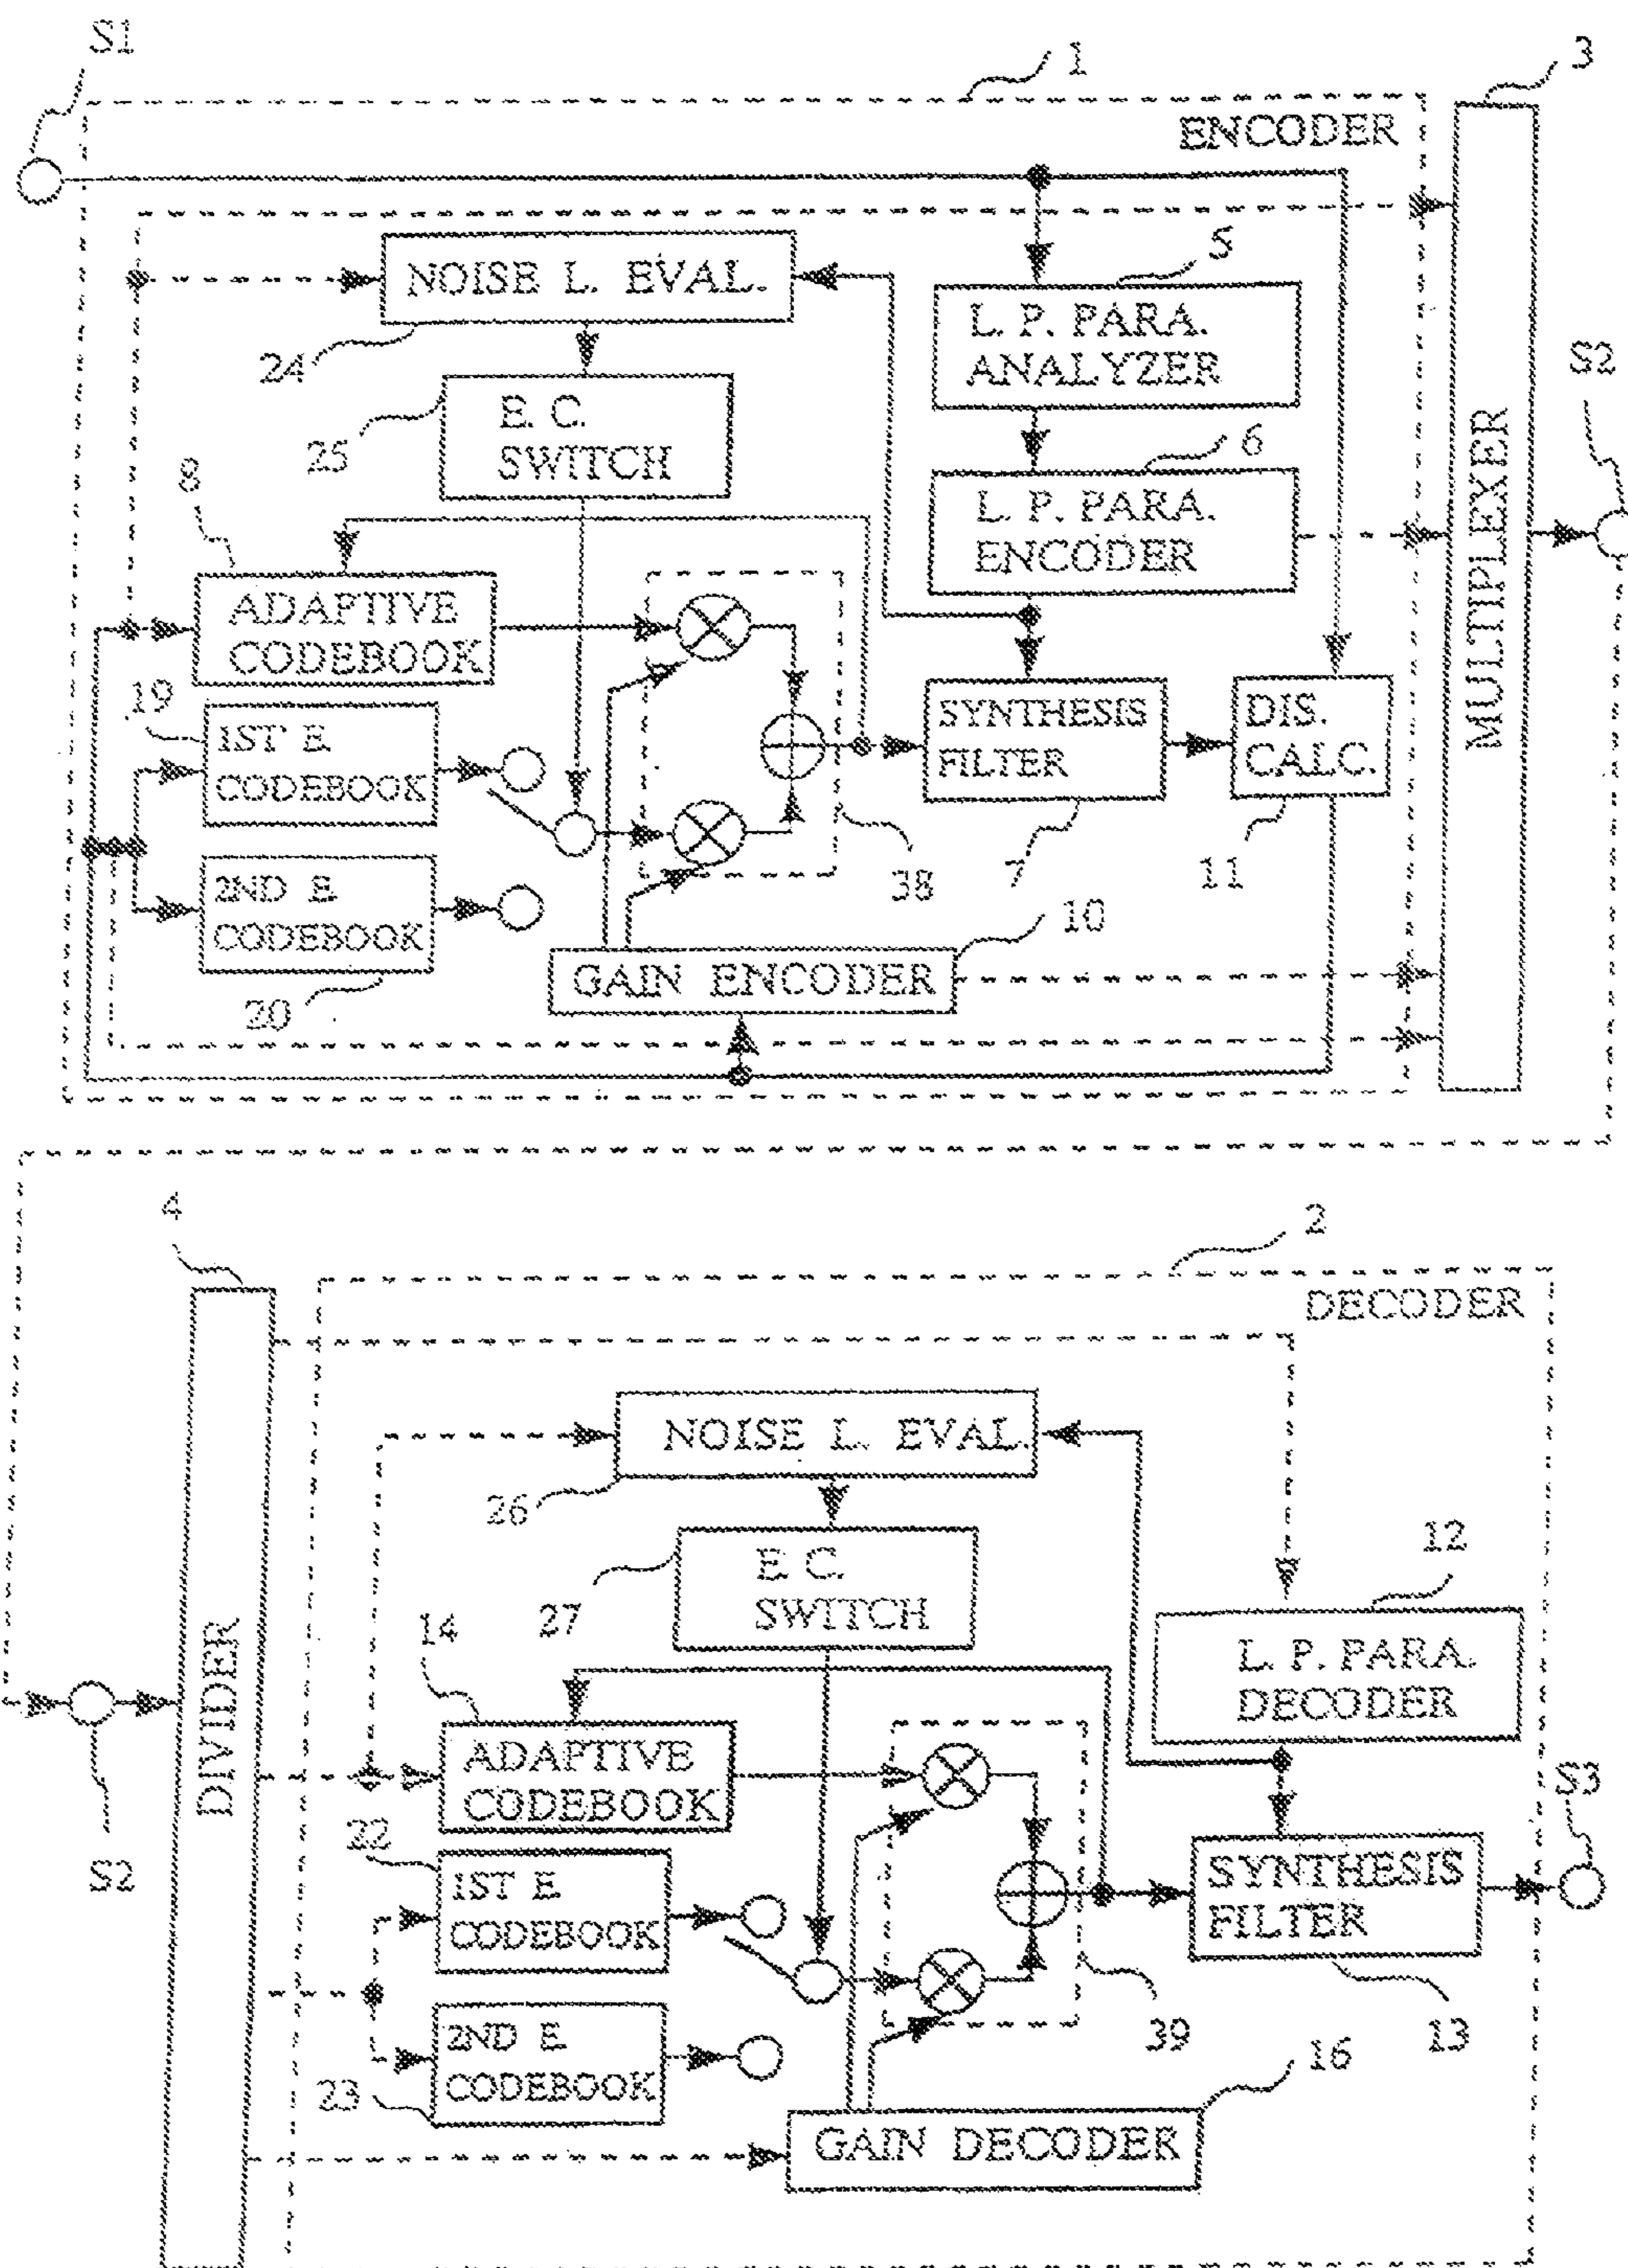 S1
1
3
ENCODER
5
NOISE L. EVAL.
L. P. PARA.
ANALYZER
24
S2
E. C.
SWITCH
25
6
8
L. P. PARA.
ENCODER
MULTIPLEXER
ADAPTIVE
CODEBOOK
19
1ST E.
CODEBOOK
SYNTHESIS
FILTER
DIS.
CALC.
2ND E.
CODEBOOK
38
7
11
10
GAIN ENCODER
20
4
2
DECODER
NOISE L. EVAL.
26
12
E. C.
SWITCH
27
14
L. P. PARA.
DECODER
DIVIDER
ADAPTIVE
CODEBOOK
S3
22
S2
1ST E.
CODEBOOK
SYNTHESIS
FILTER
2ND E.
CODEBOOK
39
13
16
23
GAIN DECODER